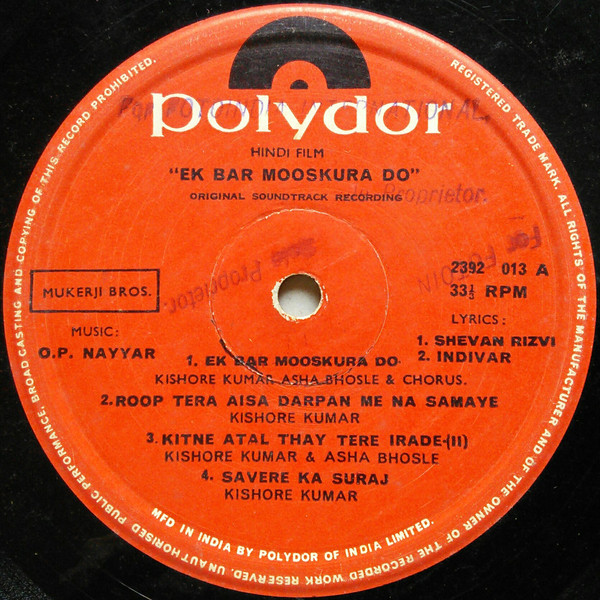 polydor
HINDI FILM
"EK BAR MOOSKURA DO"
ORIGINAL SOUNDTRACK RECORDING
Proprietor
Proprietor
For
2392 013 A
33⅓ RPM
MUKERJI BROS.
MUSIC:
O.P. NAYYAR
LYRICS:
1. SHEVAN RIZVI
2. INDIVAR
1. EK BAR MOOSKURA DO
KISHORE KUMAR ASHA BHOSLE & CHORUS.
2. ROOP TERA AISA DARPAN ME NA SAMAYE
KISHORE KUMAR
3. KITNE ATAL THAY TERE IRADE-(II)
KISHORE KUMAR & ASHA BHOSLE
4. SAVERE KA SURAJ
KISHORE KUMAR
MFD IN INDIA BY POLYDOR OF INDIA LIMITED.
REGISTERED TRADE MARK. ALL RIGHTS OF THE MANUFACTURER AND OF THE OWNER OF THE RECORDED WORK RESERVED. UNAUTHORISED PUBLIC PERFORMANCE, BROADCASTING AND COPYING OF THIS RECORD PROHIBITED.